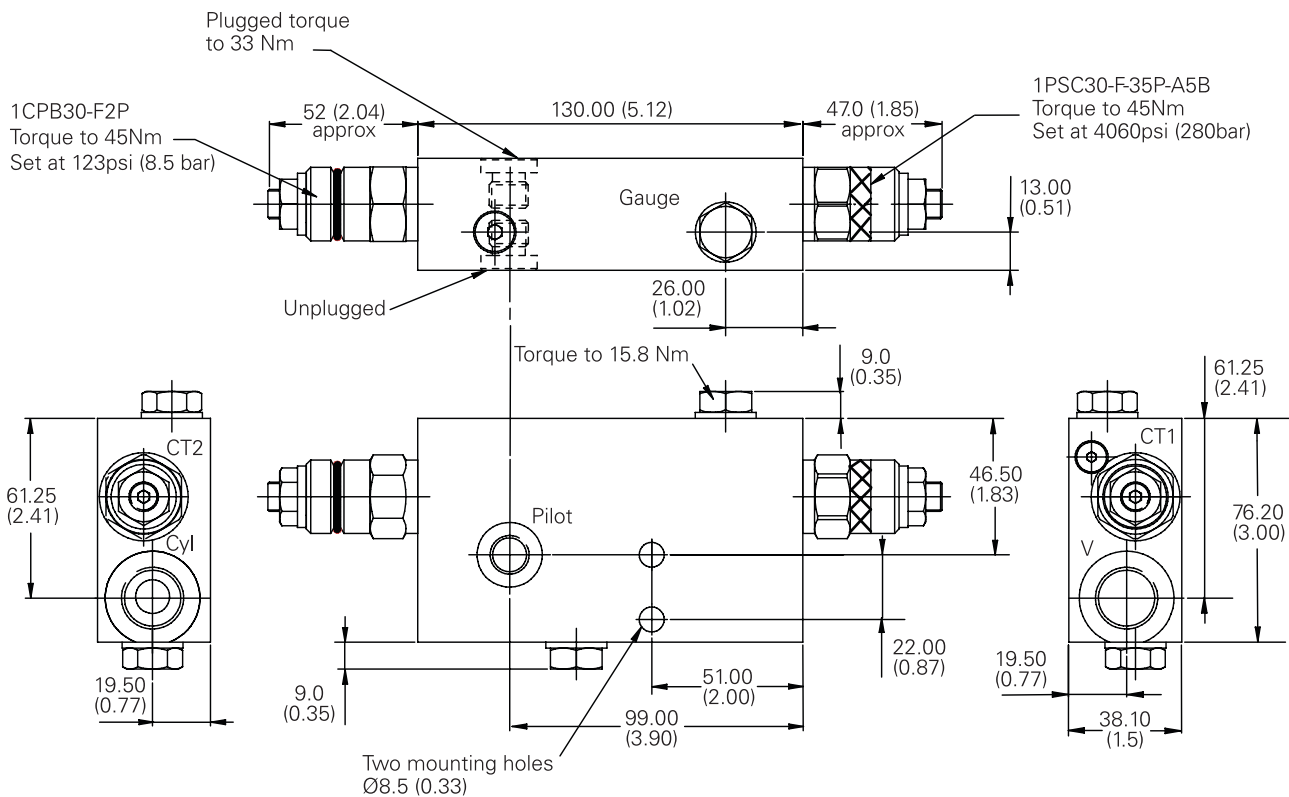 Plugged torque
to 33 Nm
1CPB30-F2P
Torque to 45Nm
Set at 123psi (8.5 bar)
52 (2.04)
approx
130.00 (5.12)
47.0 (1.85)
approx
1PSC30-F-35P-A5B
Torque to 45Nm
Set at 4060psi (280bar)
Gauge
13.00
(0.51)
Unplugged
26.00
(1.02)
Torque to 15.8 Nm
9.0
(0.35)
61.25
(2.41)
CT2
61.25
(2.41)
Cyl
19.50
(0.77)
Pilot
46.50
(1.83)
22.00
(0.87)
51.00
(2.00)
99.00
(3.90)
9.0
(0.35)
Two mounting holes
Ø8.5 (0.33)
CT1
V
76.20
(3.00)
19.50
(0.77)
38.10
(1.5)